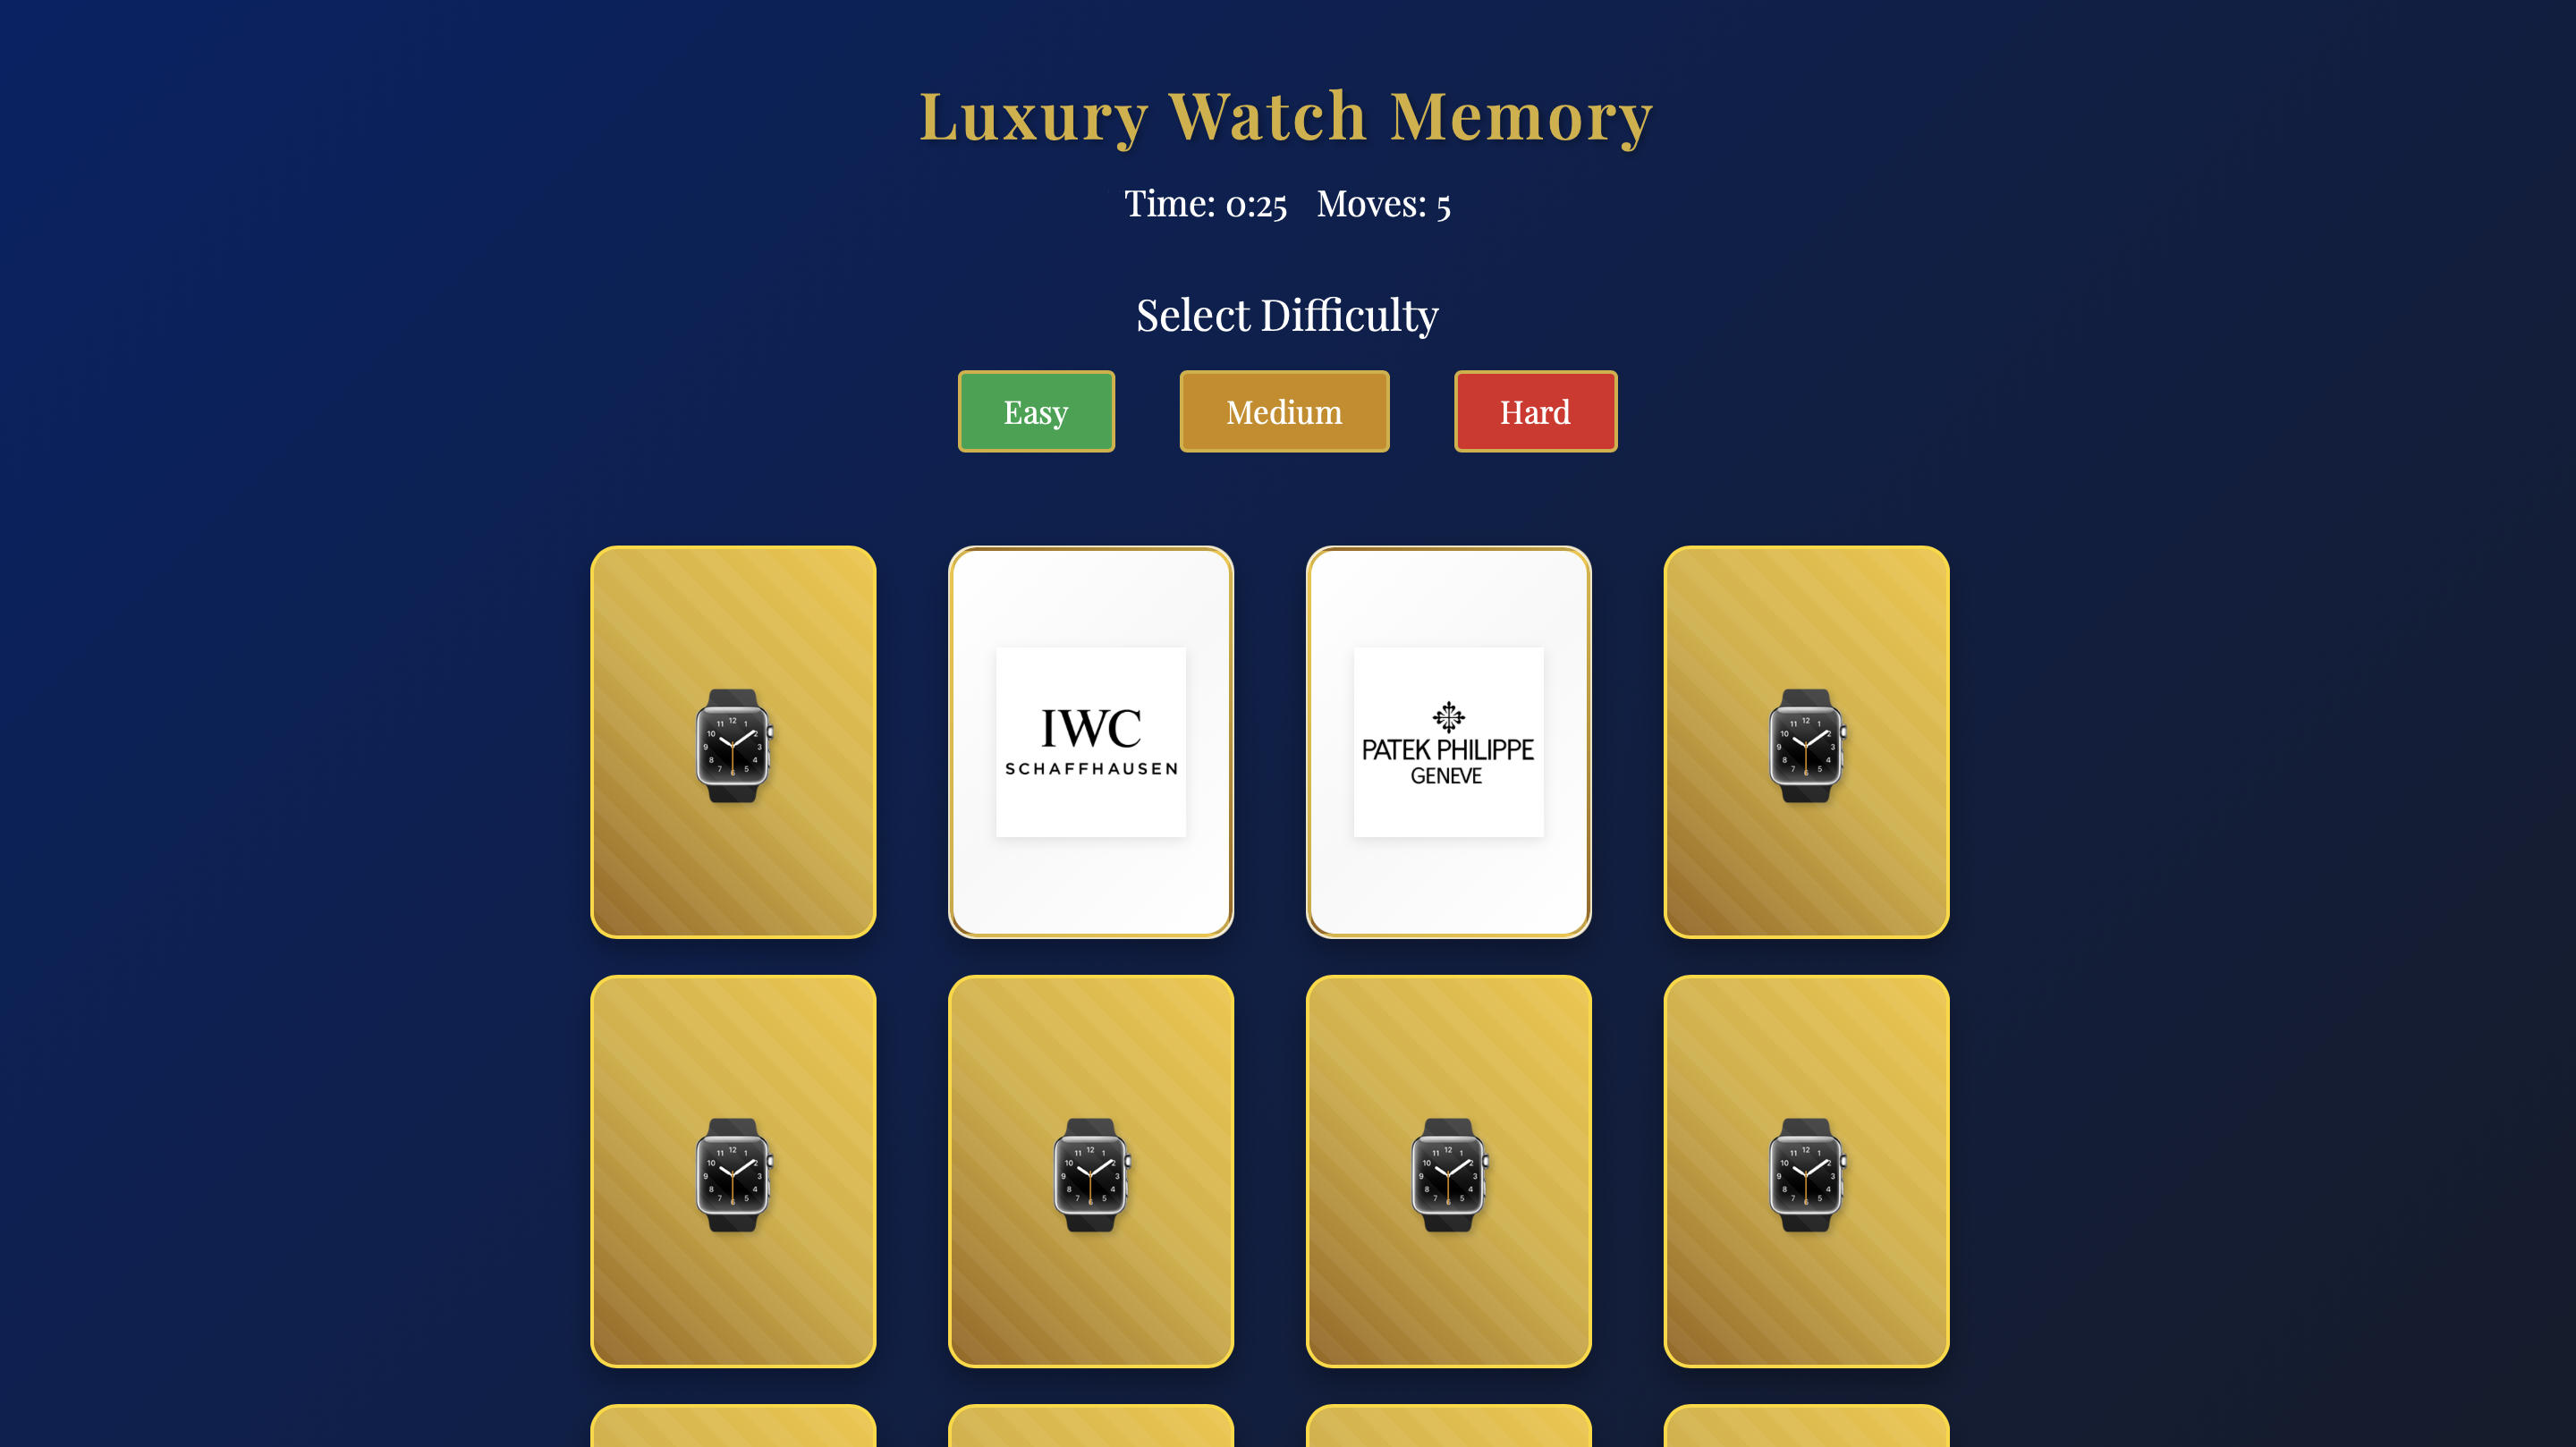 Luxury Watch Memory
Time: 0:25 Moves: 5
Select Difficulty
Easy Medium Hard
IWC
SCHAFFHAUSEN
PATEK PHILIPPE
GENEVE